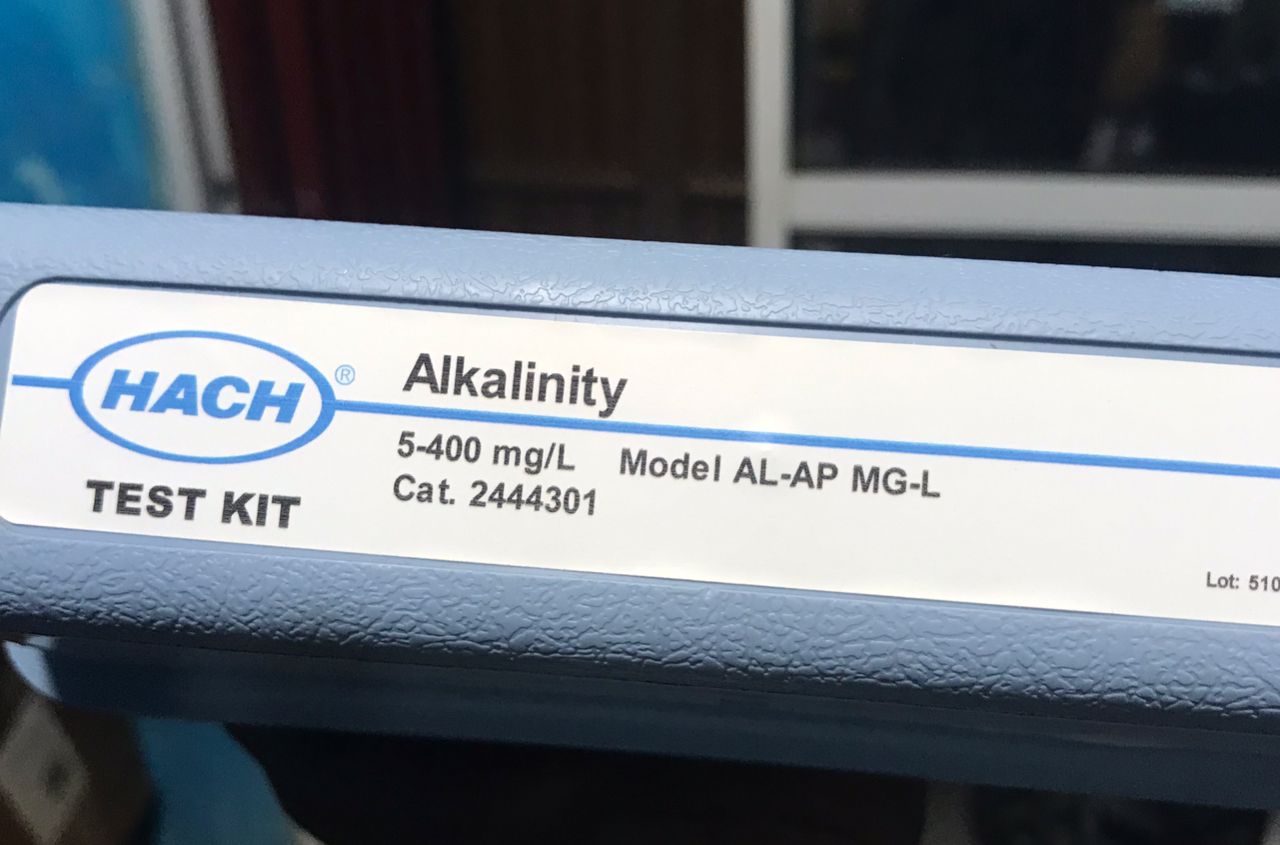 HACH®
TEST KIT
Alkalinity
5-400 mg/L Model AL-AP MG-L
Cat. 2444301
Lot: 510